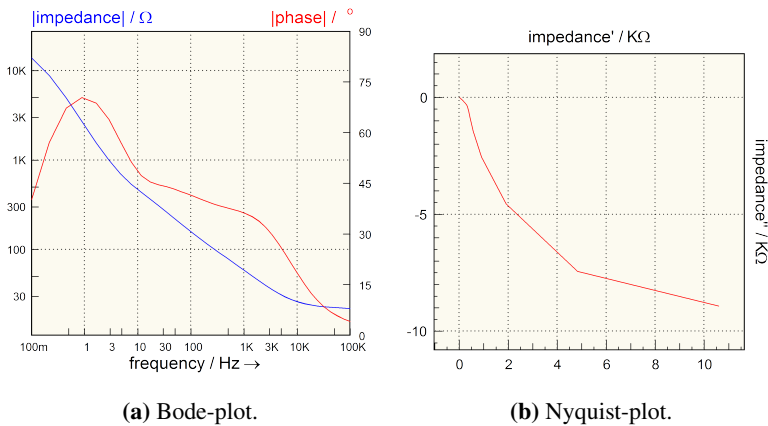 |impedance| / Ω
|phase| / °
10K
3K
1K
300
100
30
90
75
60
45
30
15
0
100m 1 3 10 30 100 1K 3K 10K 100K
frequency / Hz →
(a) Bode-plot.
impedance' / KΩ
0
-5
-10
0 2 4 6 8 10
impedance'' / KΩ
(b) Nyquist-plot.